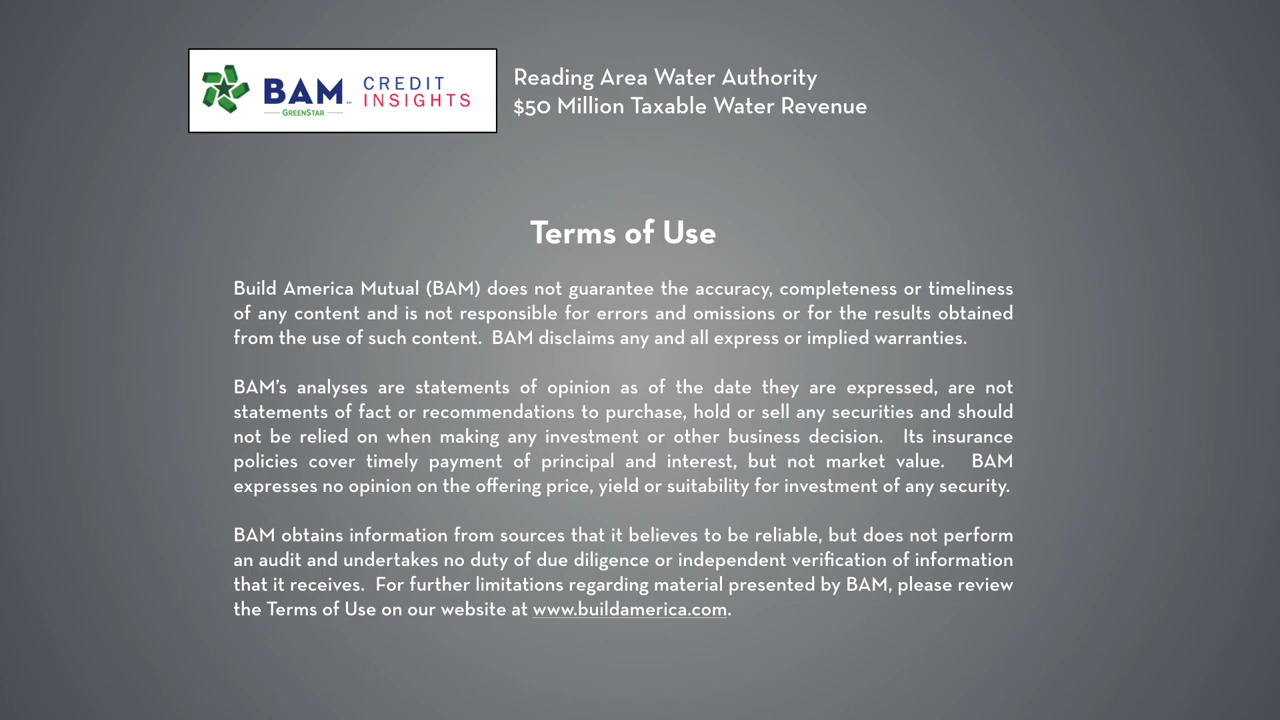 BAM CREDIT INSIGHTS
GREENSTAR
Reading Area Water Authority
$50 Million Taxable Water Revenue
Terms of Use
Build America Mutual (BAM) does not guarantee the accuracy, completeness or timeliness
of any content and is not responsible for errors and omissions or for the results obtained
from the use of such content. BAM disclaims any and all express or implied warranties.
BAM's analyses are statements of opinion as of the date they are expressed, are not
statements of fact or recommendations to purchase, hold or sell any securities and should
not be relied on when making any investment or other business decision. Its insurance
policies cover timely payment of principal and interest, but not market value. BAM
expresses no opinion on the offering price, yield or suitability for investment of any security.
BAM obtains information from sources that it believes to be reliable, but does not perform
an audit and undertakes no duty of due diligence or independent verification of information
that it receives. For further limitations regarding material presented by BAM, please review
the Terms of Use on our website at www.buildamerica.com.